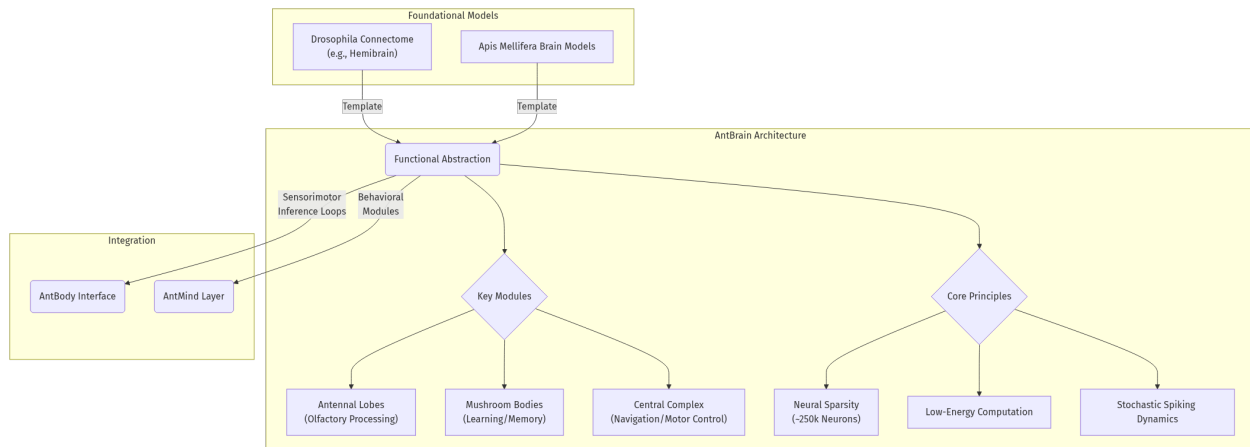 Foundational Models
Drosophila Connectome
(e.g., Hemibrain)
Apis Mellifera Brain Models
Template
Template
AntBrain Architecture
Functional Abstraction
Sensorimotor
Inference Loops
Behavioral
Modules
Integration
AntBody Interface
AntMind Layer
Key Modules
Core Principles
Antennal Lobes
(Olfactory Processing)
Mushroom Bodies
(Learning/Memory)
Central Complex
(Navigation/Motor Control)
Neural Sparsity
(~250k Neurons)
Low-Energy Computation
Stochastic Spiking
Dynamics